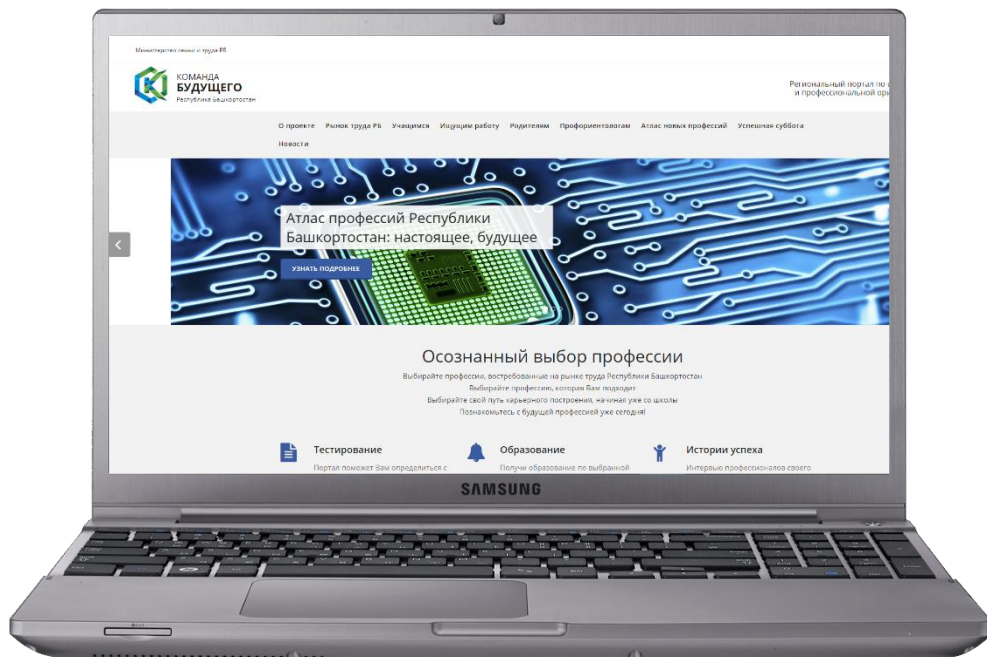 Министерство семьи и труда РБ
КОМАНДА
БУДУЩЕГО
Республика Башкортостан
Региональный портал по
и профессиональной ори
О проекте Рынок труда РБ Учащимся Ищущим работу Родителям Профориентологам Атлас новых профессий Успешная суббота
Новости
Атлас профессий Республики
Башкортостан: настоящее, будущее
УЗНАТЬ ПОДРОБНЕЕ
Осознанный выбор профессии
Выбирайте профессии, востребованные на рынке труда Республики Башкортостан
Выбирайте профессию, которая Вам подходит
Выбирайте свой путь карьерного построения, начиная уже со школы
Познакомьтесь с будущей профессией уже сегодня!
Тестирование Образование Истории успеха
Портал поможет Вам определиться с Получи образование по выбранной Интервью профессионалов своего
SAMSUNG